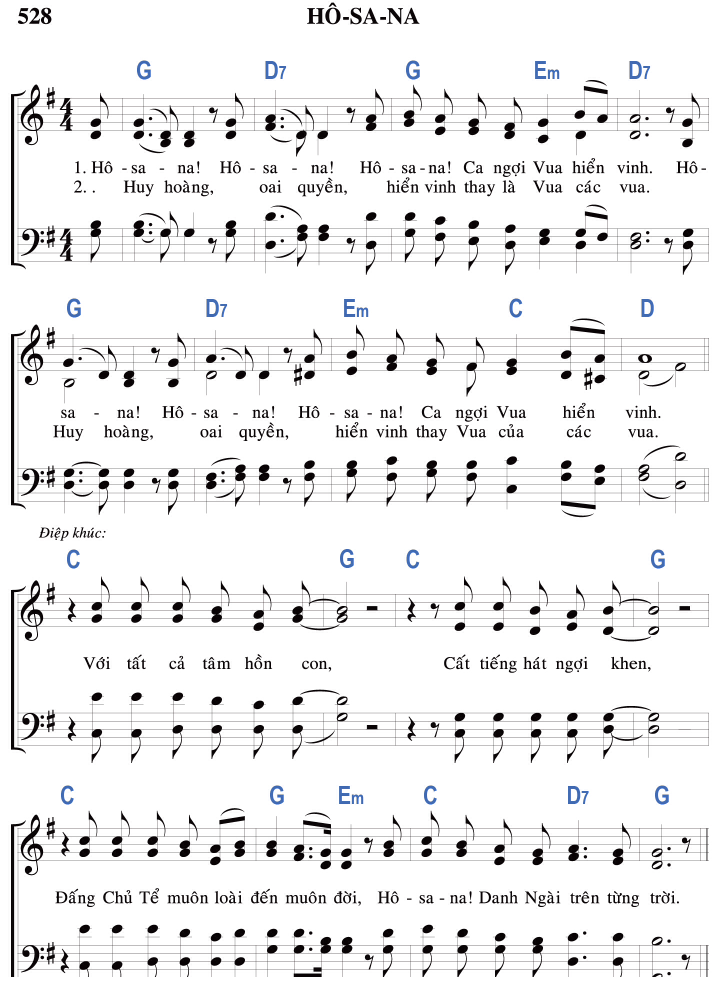 528 HÔ-SA-NA
G D7 G Em D7
1. Hô - sa - na! Hô - sa - na! Hô - sa - na! Ca ngợi Vua hiển vinh. Hô-
2. . Huy hoàng, oai quyền, hiển vinh thay là Vua các vua.
G D7 Em C D
sa - na! Hô - sa - na! Hô - sa - na! Ca ngợi Vua hiển vinh.
Huy hoàng, oai quyền, hiển vinh thay Vua của các vua.
Điệp khúc:
C G C G
Với tất cả tâm hồn con, Cất tiếng hát ngợi khen,
C G Em C D7 G
Đấng Chủ Tể muôn loài đến muôn đời, Hô - sa - na! Danh Ngài trên từng trời.